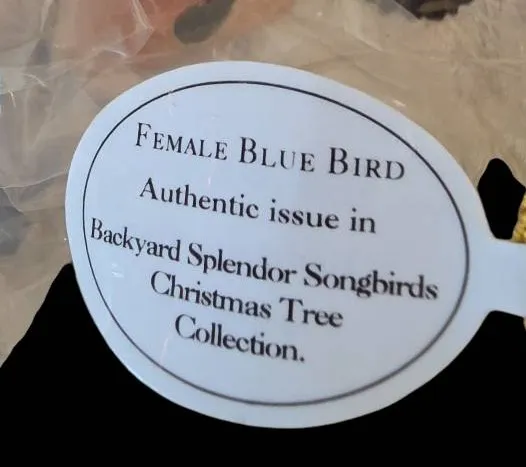 FEMALE BLUE BIRD
Authentic issue in
Backyard Splendor Songbirds
Christmas Tree
Collection.